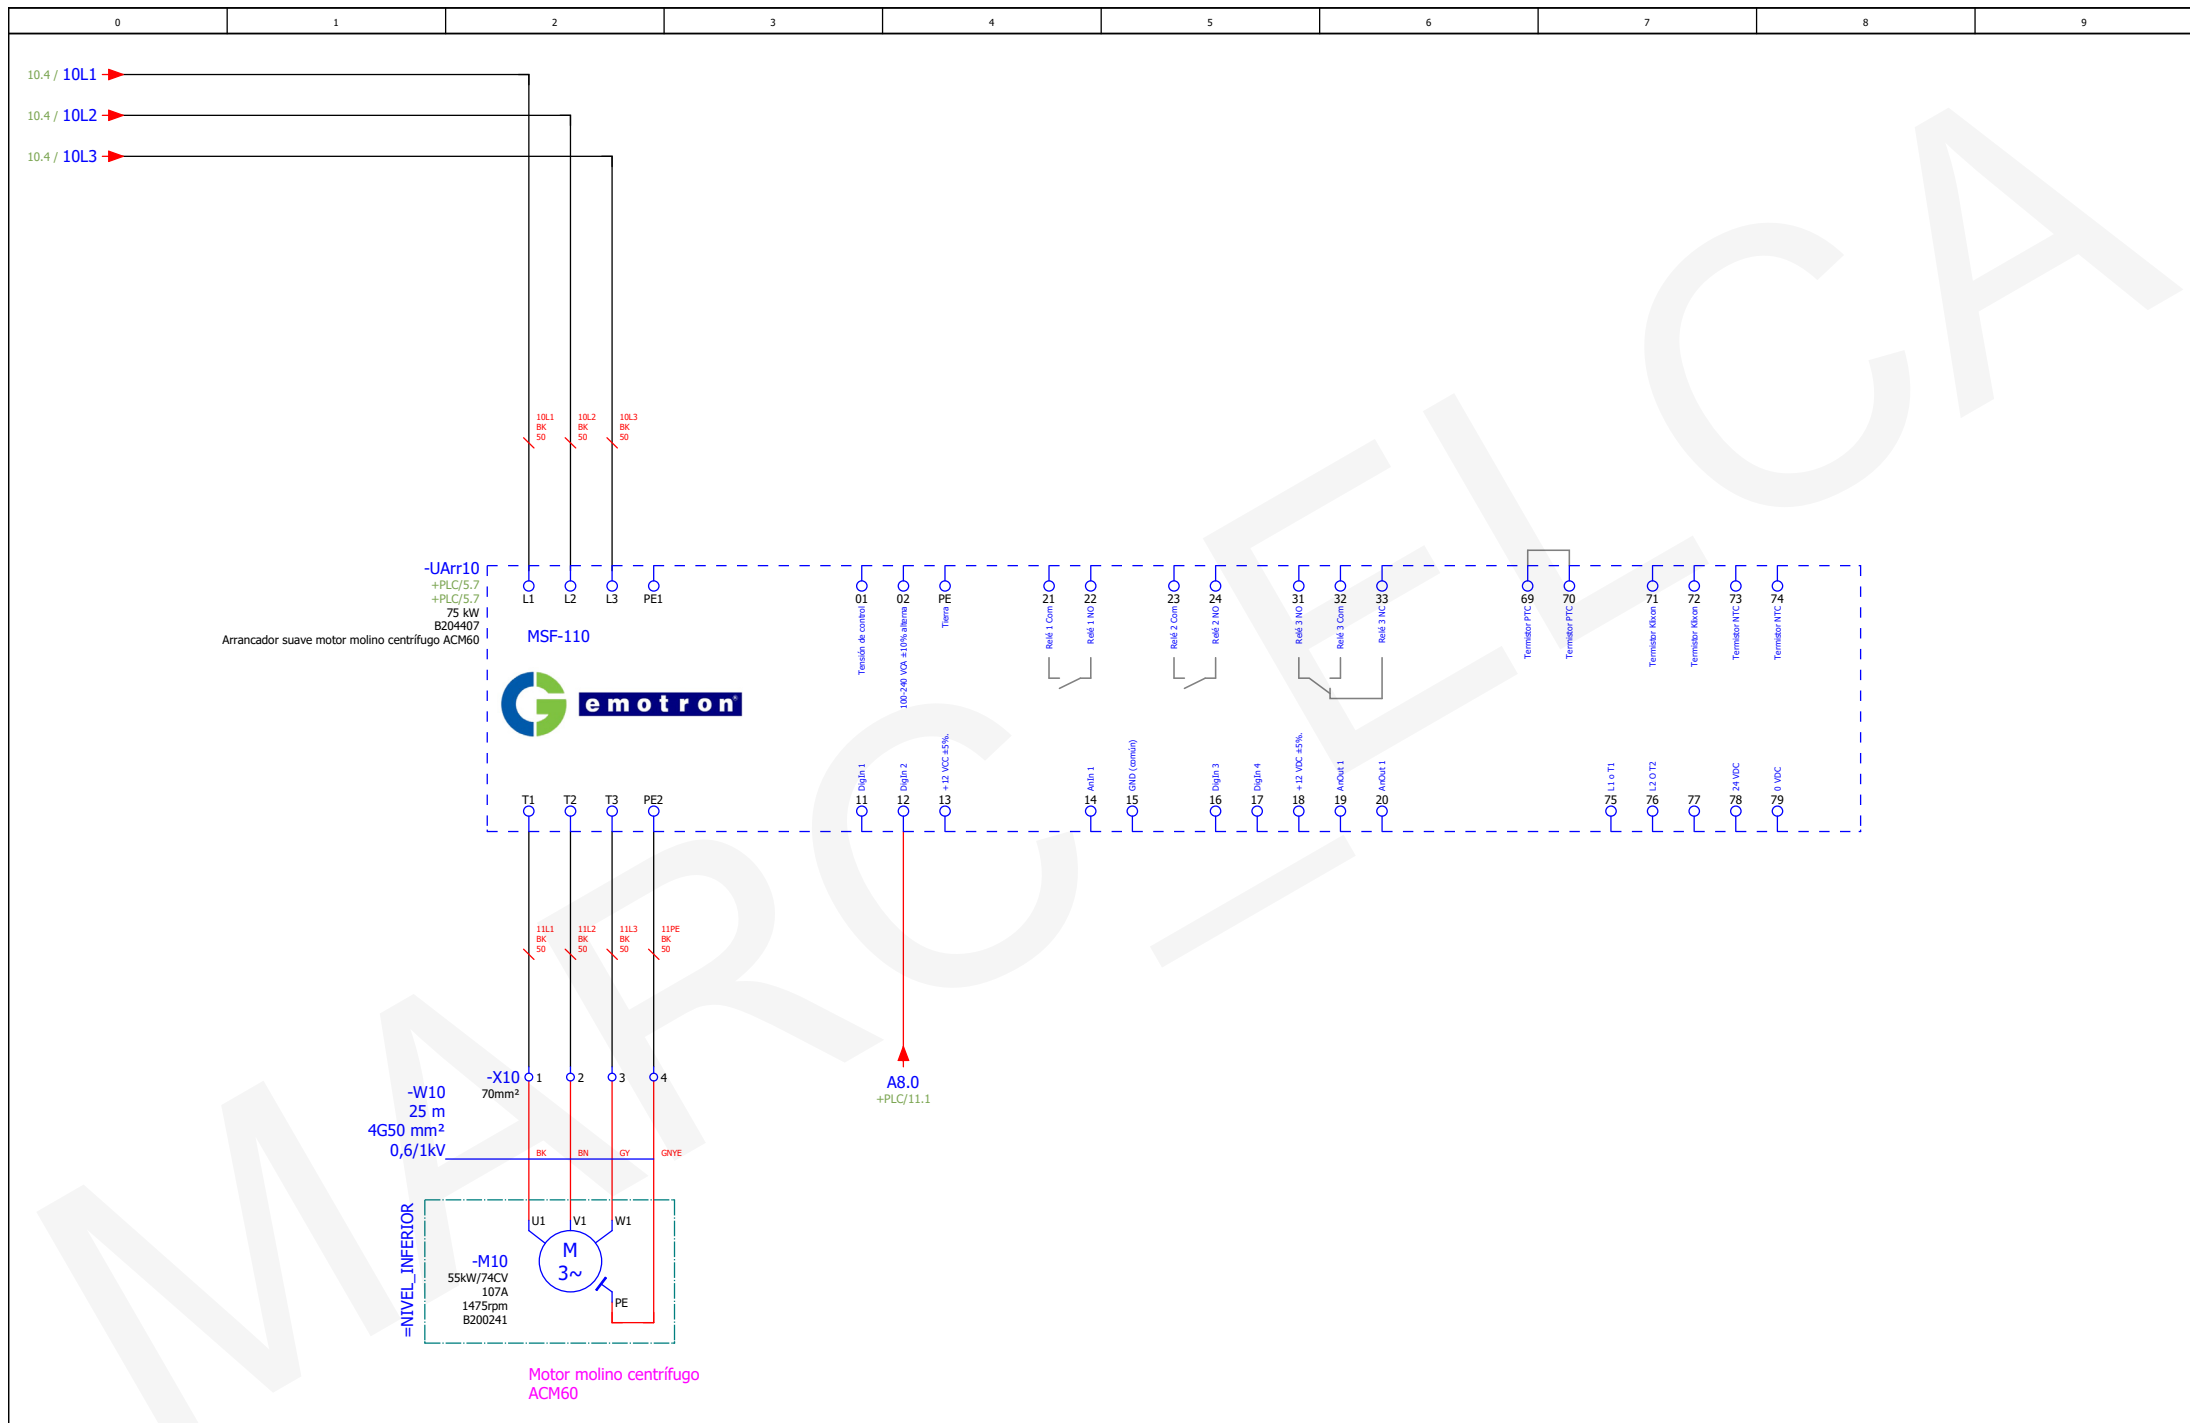 0 1 2 3 4 5 6 7 8 9
10.4 / 10L1
10.4 / 10L2
10.4 / 10L3
10L1 10L2 10L3
BK BK BK
50 50 50
-UArr10
+PLC/5.7
+PLC/5.7
75 kW
B204407
Arrancador suave motor molino centrífugo ACM60
L1 L2 L3 PE1 01 02 PE 21 22 23 24 31 32 33 69 70 71 72 73 74
Tensión de control
100-240 VCA ±10% alterna
Tierra
Relé 1 Com
Relé 1 NO
Relé 2 Com
Relé 2 NO
Relé 3 NO
Relé 3 Com
Relé 3 NC
Termistor PTC
Termistor PTC
Termistor Klixon
Termistor Klixon
Termistor NTC
Termistor NTC
MSF-110
emotron
DigIn 1
DigIn 2
+12 VCC ±5%.
AnIn 1
GND (común)
DigIn 3
DigIn 4
+12 VDC ±5%.
AnOut 1
AnOut 1
L1 o T1
L2 O T2
24 VDC
0 VDC
T1 T2 T3 PE2 11 12 13 14 15 16 17 18 19 20 75 76 77 78 79
11L1 11L2 11L3 11PE
BK BK BK BK
50 50 50 50
A8.0
+PLC/11.1
-X10 1 2 3 4
70mm²
-W10
25 m
4G50 mm²
0,6/1kV
BK BN GY GNYE
=NIVEL_INFERIOR
U1 V1 W1
M
3~
PE
-M10
55kW/74CV
107A
1475rpm
B200241
Motor molino centrífugo
ACM60
MARC_ELCA